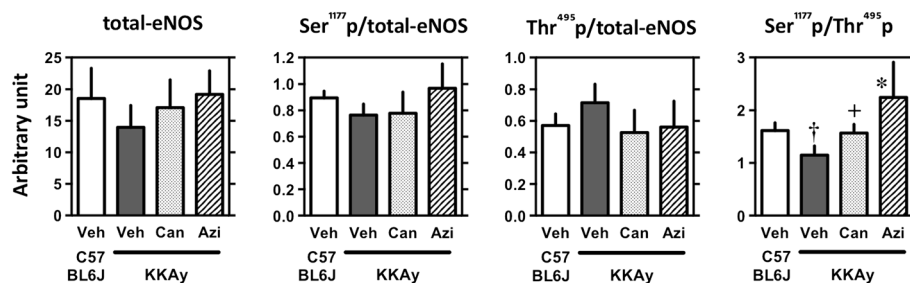 total-eNOS
Ser¹¹⁷⁷p/total-eNOS
Thr⁴⁹⁵p/total-eNOS
Ser¹¹⁷⁷p/Thr⁴⁹⁵p
Arbitrary unit
25
20
15
10
5
0
Veh Veh Can Azi
C57
BL6J KKAy
1.2
1.0
0.8
0.6
0.4
0.2
0.0
Veh Veh Can Azi
C57
BL6J KKAy
1.0
0.8
0.6
0.4
0.2
0.0
Veh Veh Can Azi
C57
BL6J KKAy
3
2
1
0
† + *
Veh Veh Can Azi
C57
BL6J KKAy